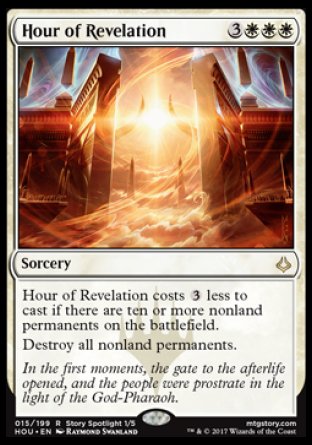 Hour of Revelation 3
Sorcery
Hour of Revelation costs 3 less to
cast if there are ten or more nonland
permanents on the battlefield.
Destroy all nonland permanents.
In the first moments, the gate to the afterlife
opened, and the people were prostrate in the
light of the God-Pharaoh.
015/199 R Story Spotlight 1/5
mtgstory.com
HOU • EN RAYMOND SWANLAND
™ & © 2017 Wizards of the Coast